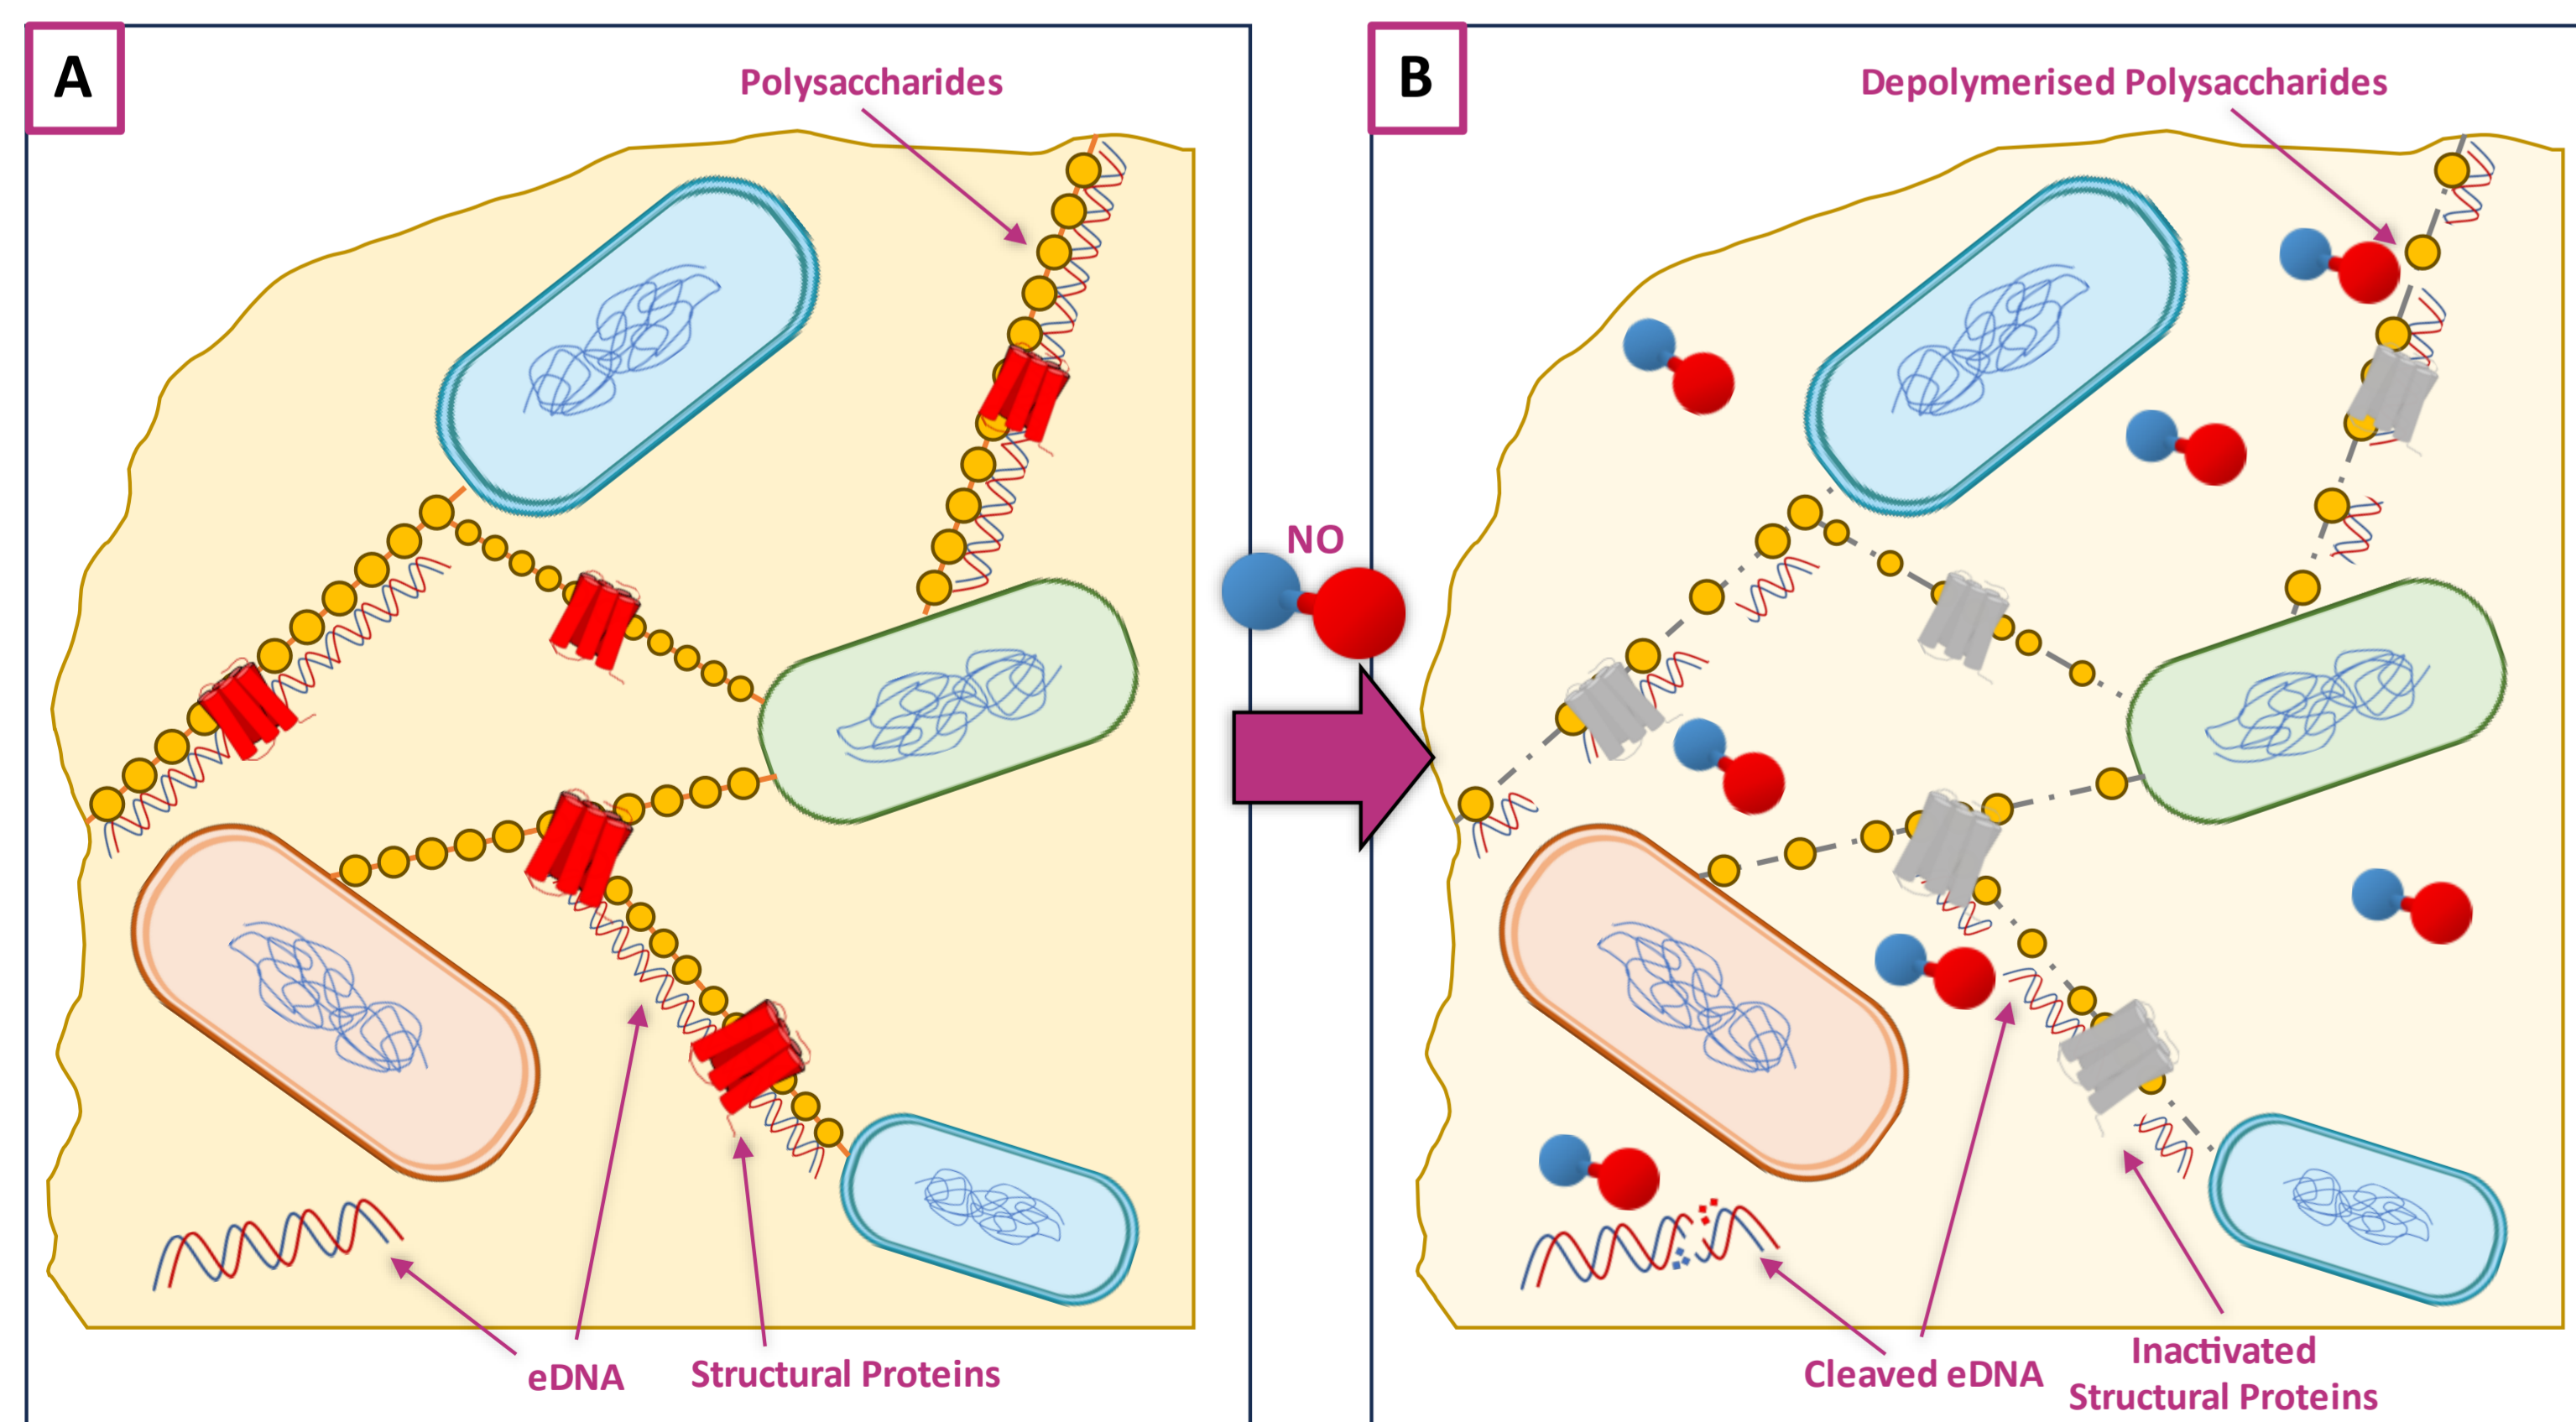 A
Polysaccharides
eDNA
Structural Proteins
NO
B
Depolymerised Polysaccharides
Cleaved eDNA
Inactivated
Structural Proteins